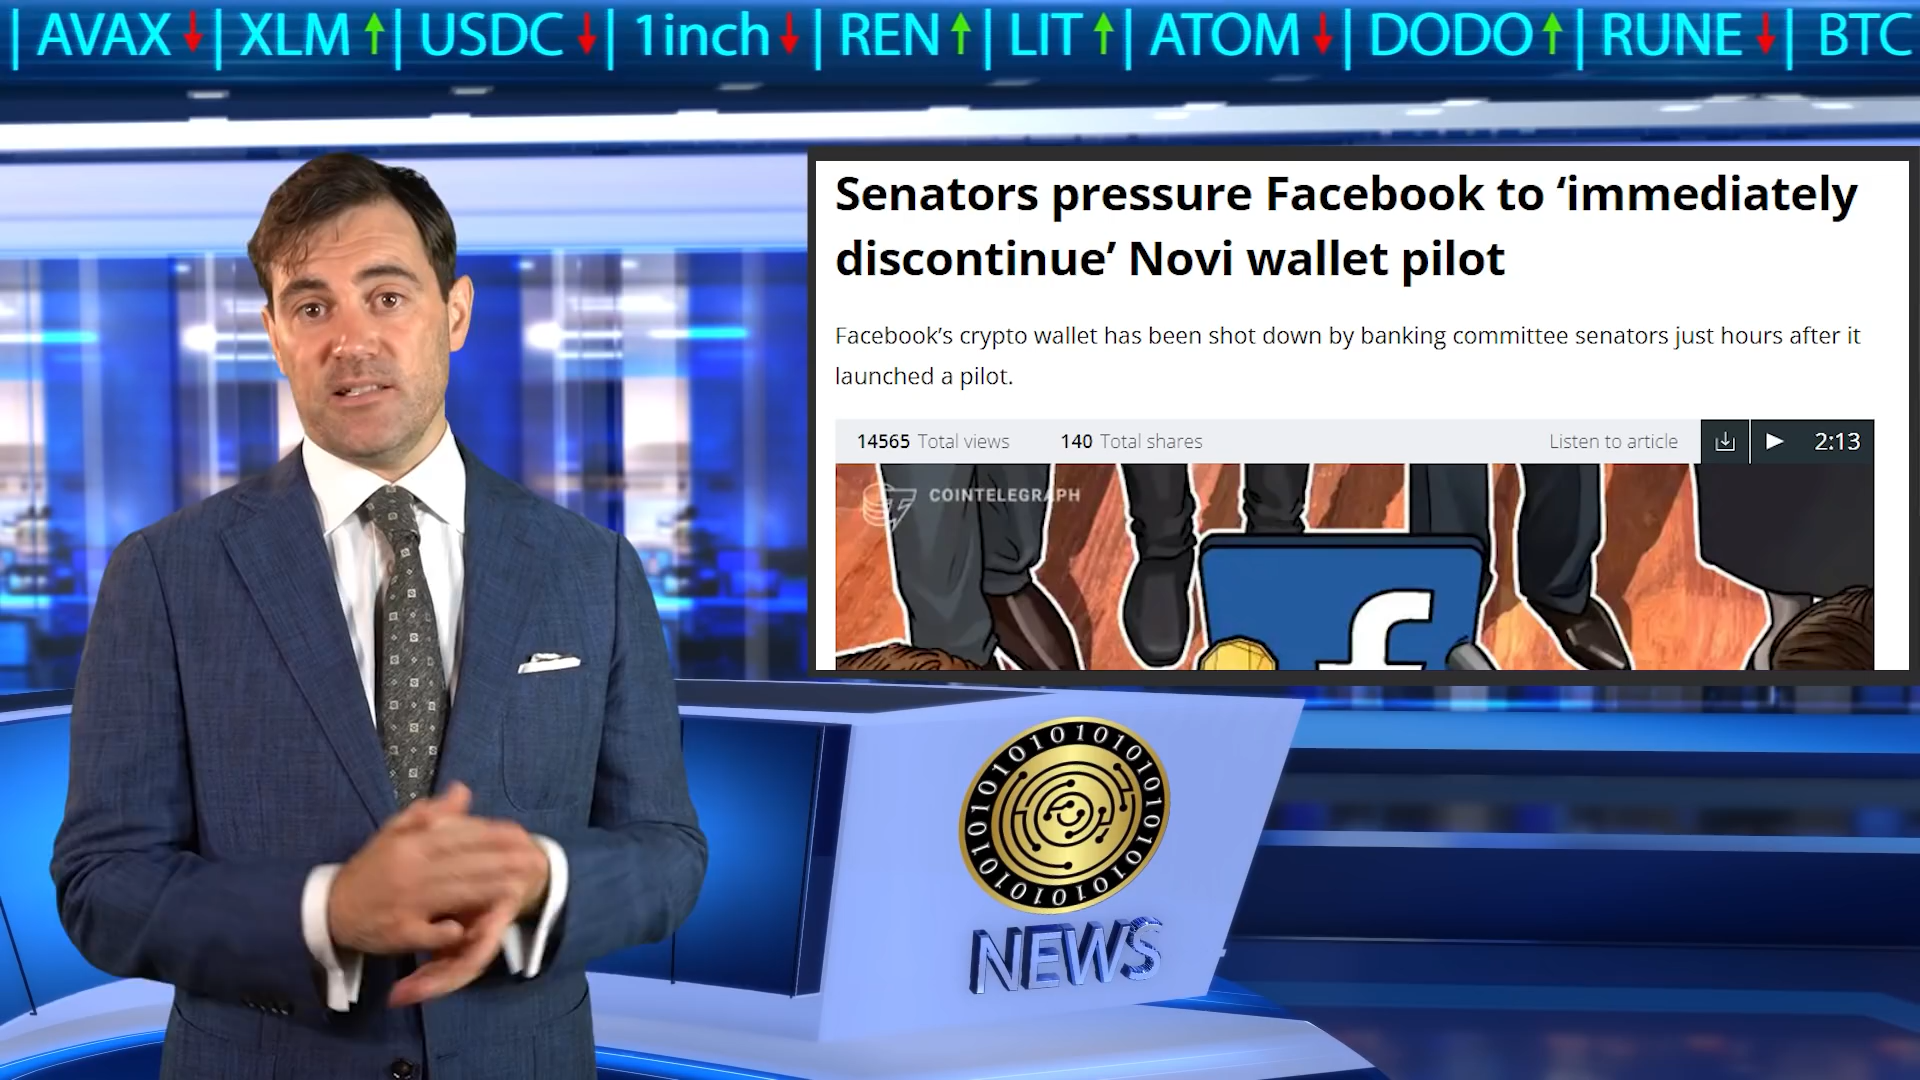 | AVAX | XLM | USDC | 1inch | REN | LIT | ATOM | DODO | RUNE | BTC
Senators pressure Facebook to ‘immediately
discontinue’ Novi wallet pilot
Facebook’s crypto wallet has been shot down by banking committee senators just hours after it
launched a pilot.
14565 Total views 140 Total shares Listen to article 2:13
COINTELEGRAPH
f
1010101010101010101010101010
NEWS